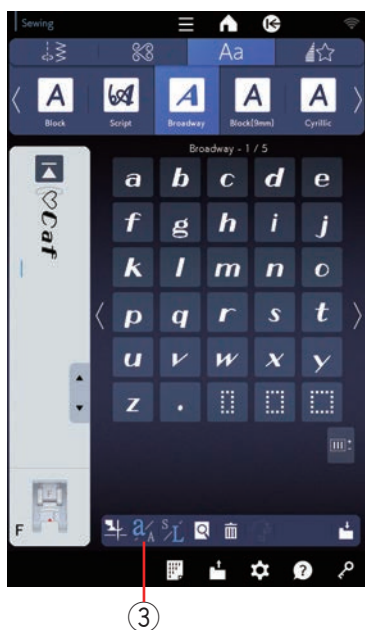 Sewing
Aa
A A A A A
Block Script Broadway Block(9mm) Cyrillic
Broadway - 1 / 5
♡Caf
a b c d e
f g h i j
k l m n o
p q r s t
u v w x y
z .
F
a/A S/L
?
3